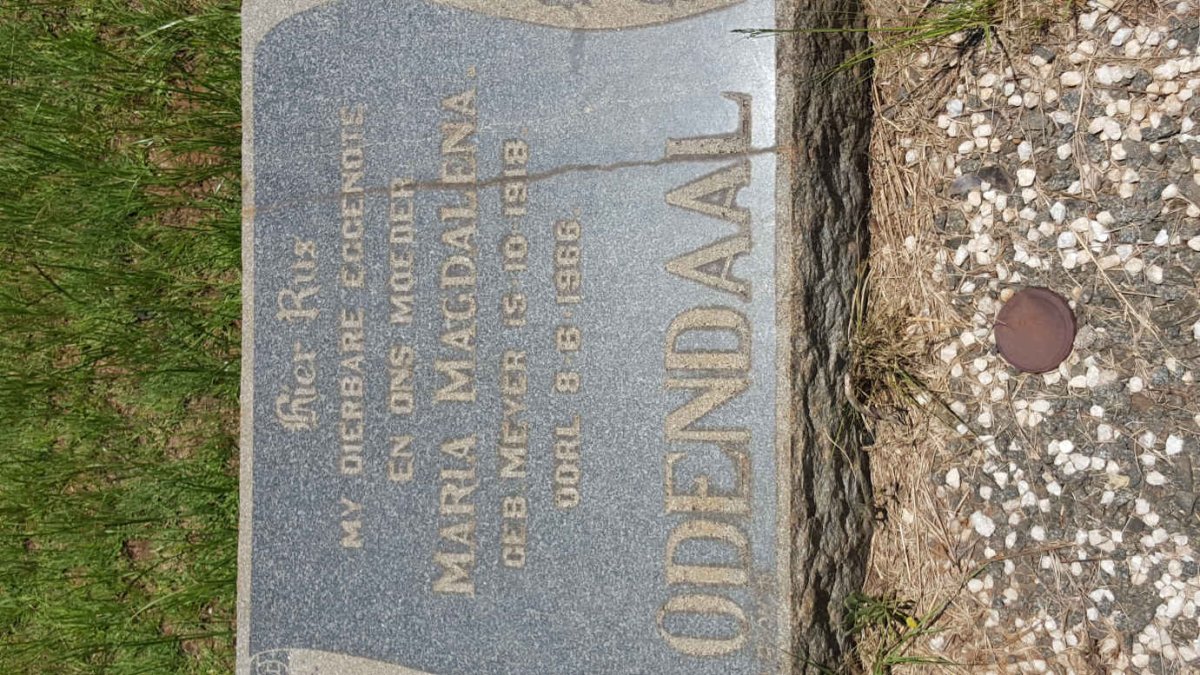 Hier Rus
MY DIERBARE EGGENOTE
EN ONS MOEDER
MARIA MAGDALENA
GEB MEYER 15·10·1918
OORL 8·6·1966.
ODENDAAL